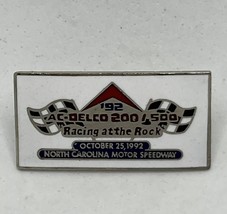 '92
AC-DELCO 200/500
Racing at the Rock
OCTOBER 25, 1992
NORTH CAROLINA MOTOR SPEEDWAY